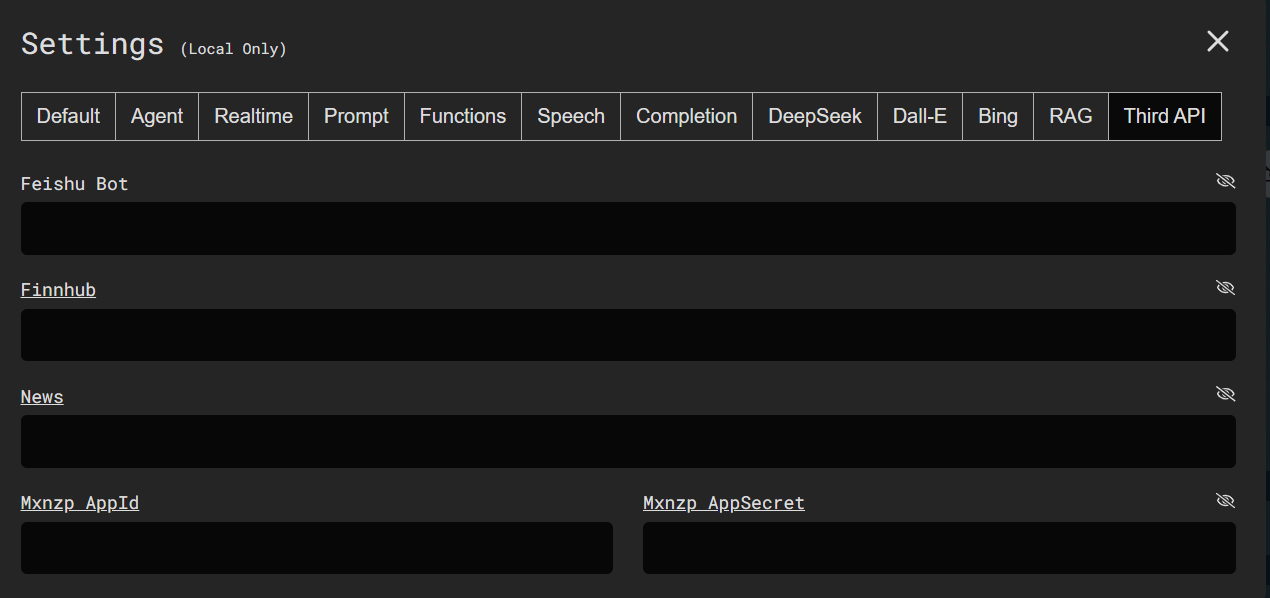 Settings (Local Only)
Default Agent Realtime Prompt Functions Speech Completion DeepSeek Dall-E Bing RAG Third API
Feishu Bot
Finnhub
News
Mxnzp AppId Mxnzp AppSecret